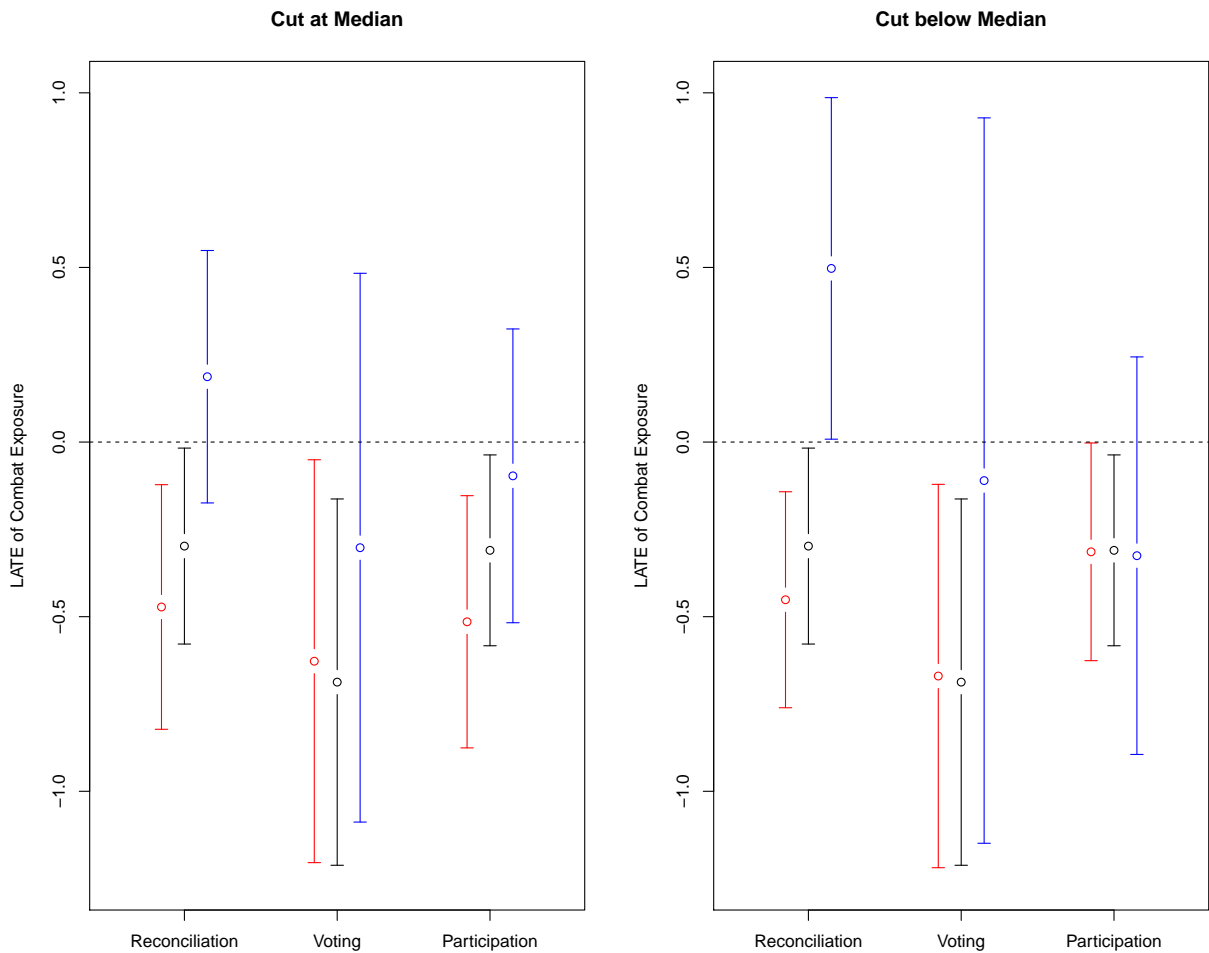 Cut at Median
LATE of Combat Exposure
1.0
0.5
0.0
−0.5
−1.0
Reconciliation Voting Participation
Cut below Median
LATE of Combat Exposure
1.0
0.5
0.0
−0.5
−1.0
Reconciliation Voting Participation